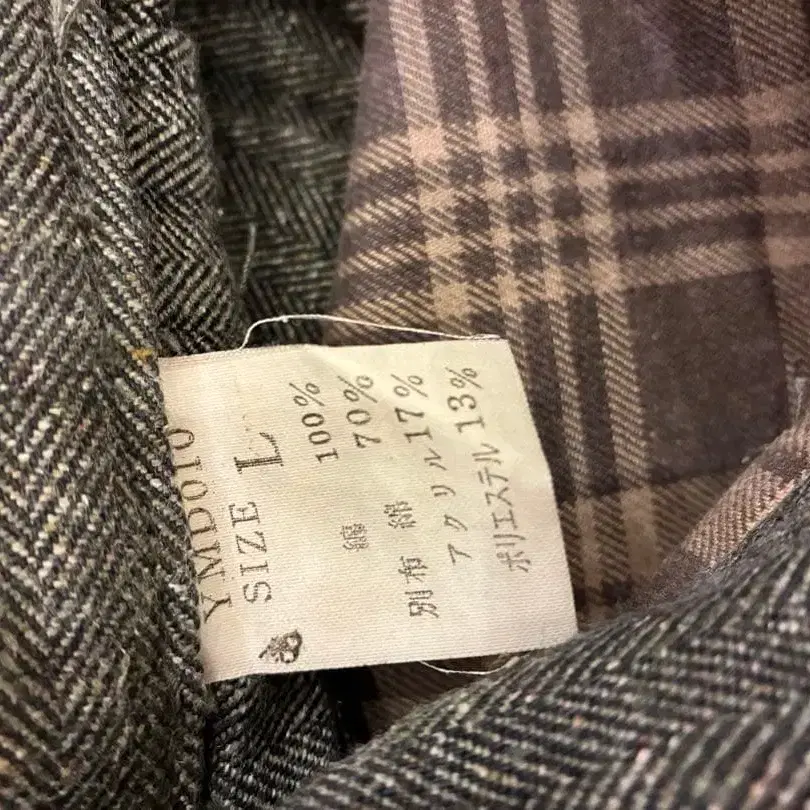 YMD010
SIZE L
綿 100%
別布 綿 70%
アクリル 17%
ポリエステル 13%